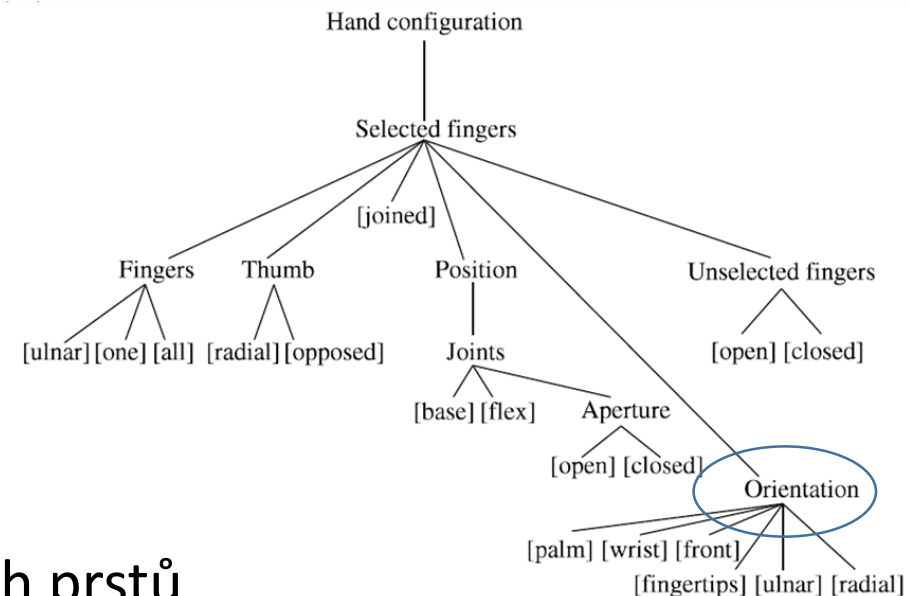 Hand configuration
Selected fingers
[joined]
Fingers Thumb Position Unselected fingers
[ulnar] [one] [all] [radial] [opposed] Joints [open] [closed]
[base] [flex] Aperture
[open] [closed]
Orientation
[palm] [wrist] [front]
[fingertips] [ulnar] [radial]
h prstů